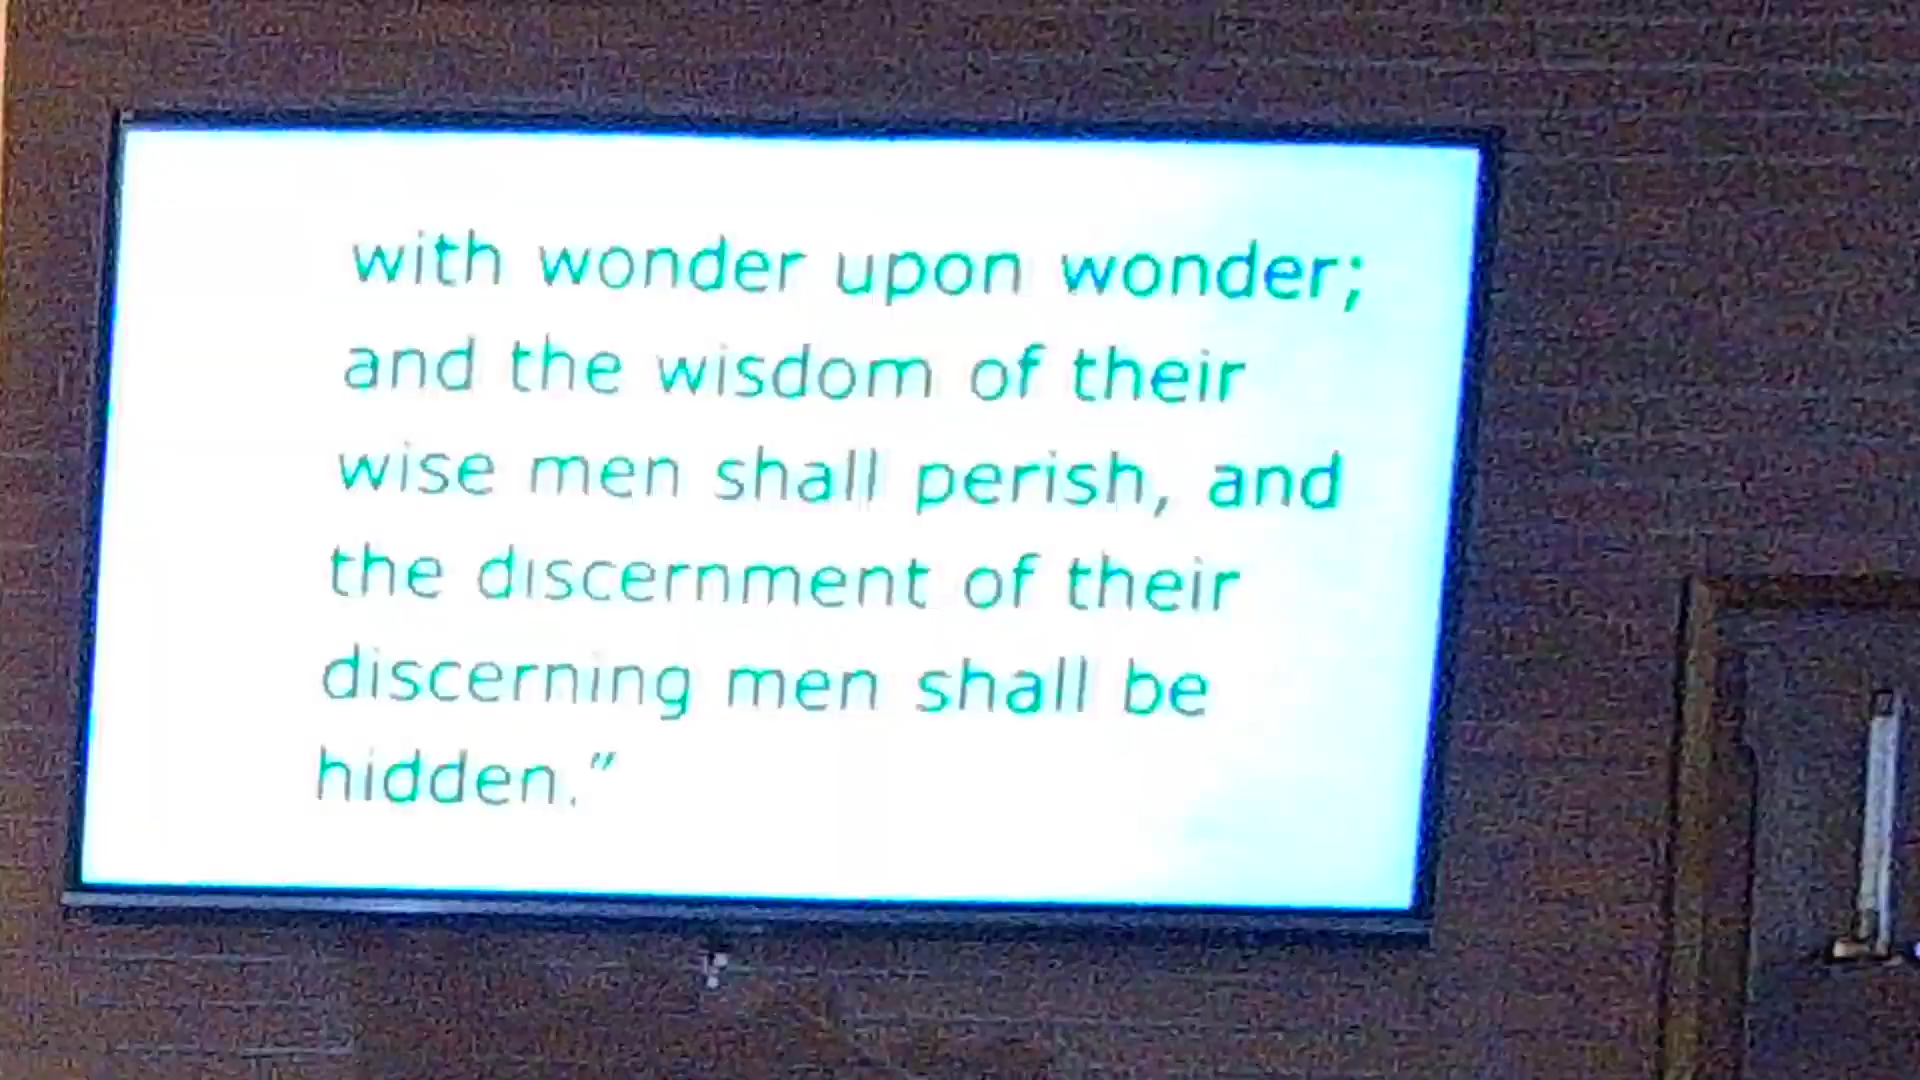 with wonder upon wonder;
and the wisdom of their
wise men shall perish, and
the discernment of their
discerning men shall be
hidden.”